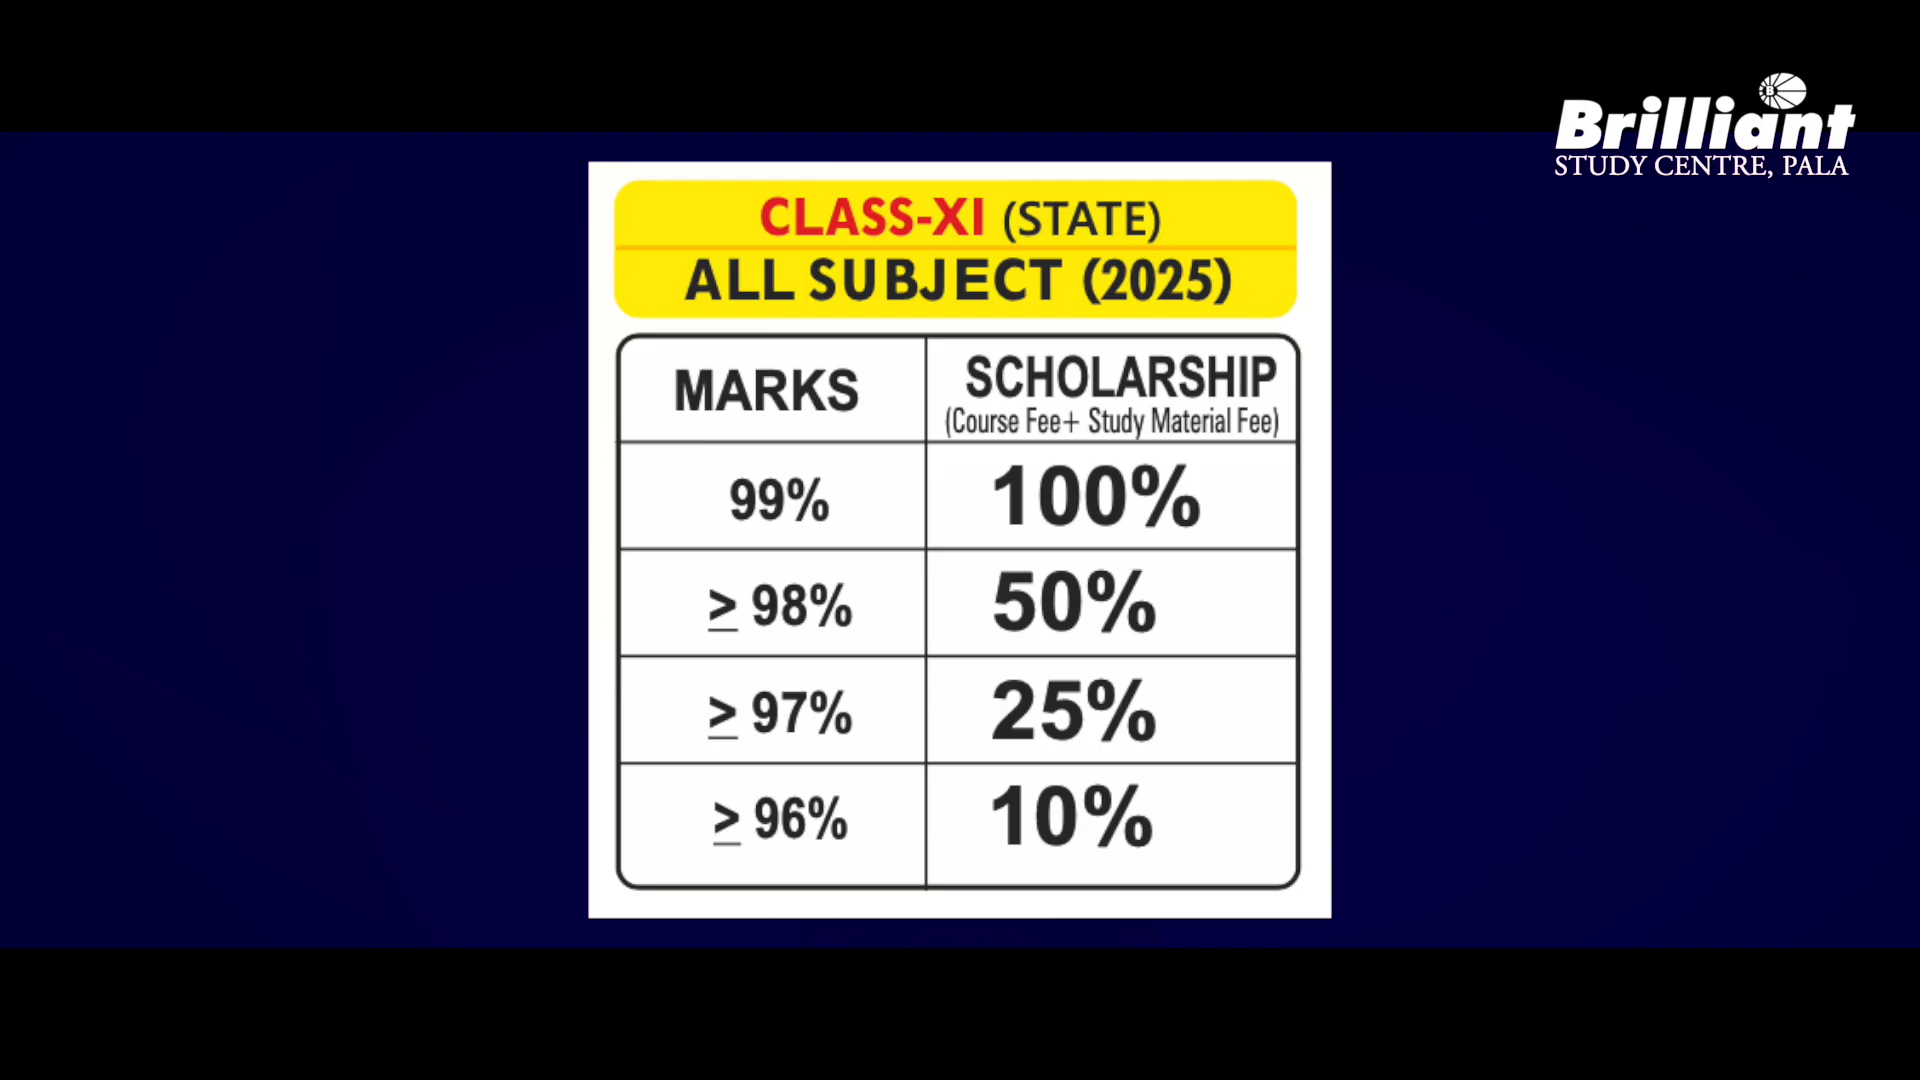 Brilliant
STUDY CENTRE, PALA
CLASS-XI (STATE)
ALL SUBJECT (2025)
MARKS
SCHOLARSHIP
(Course Fee+ Study Material Fee)
99%
100%
≥ 98%
50%
≥ 97%
25%
≥ 96%
10%